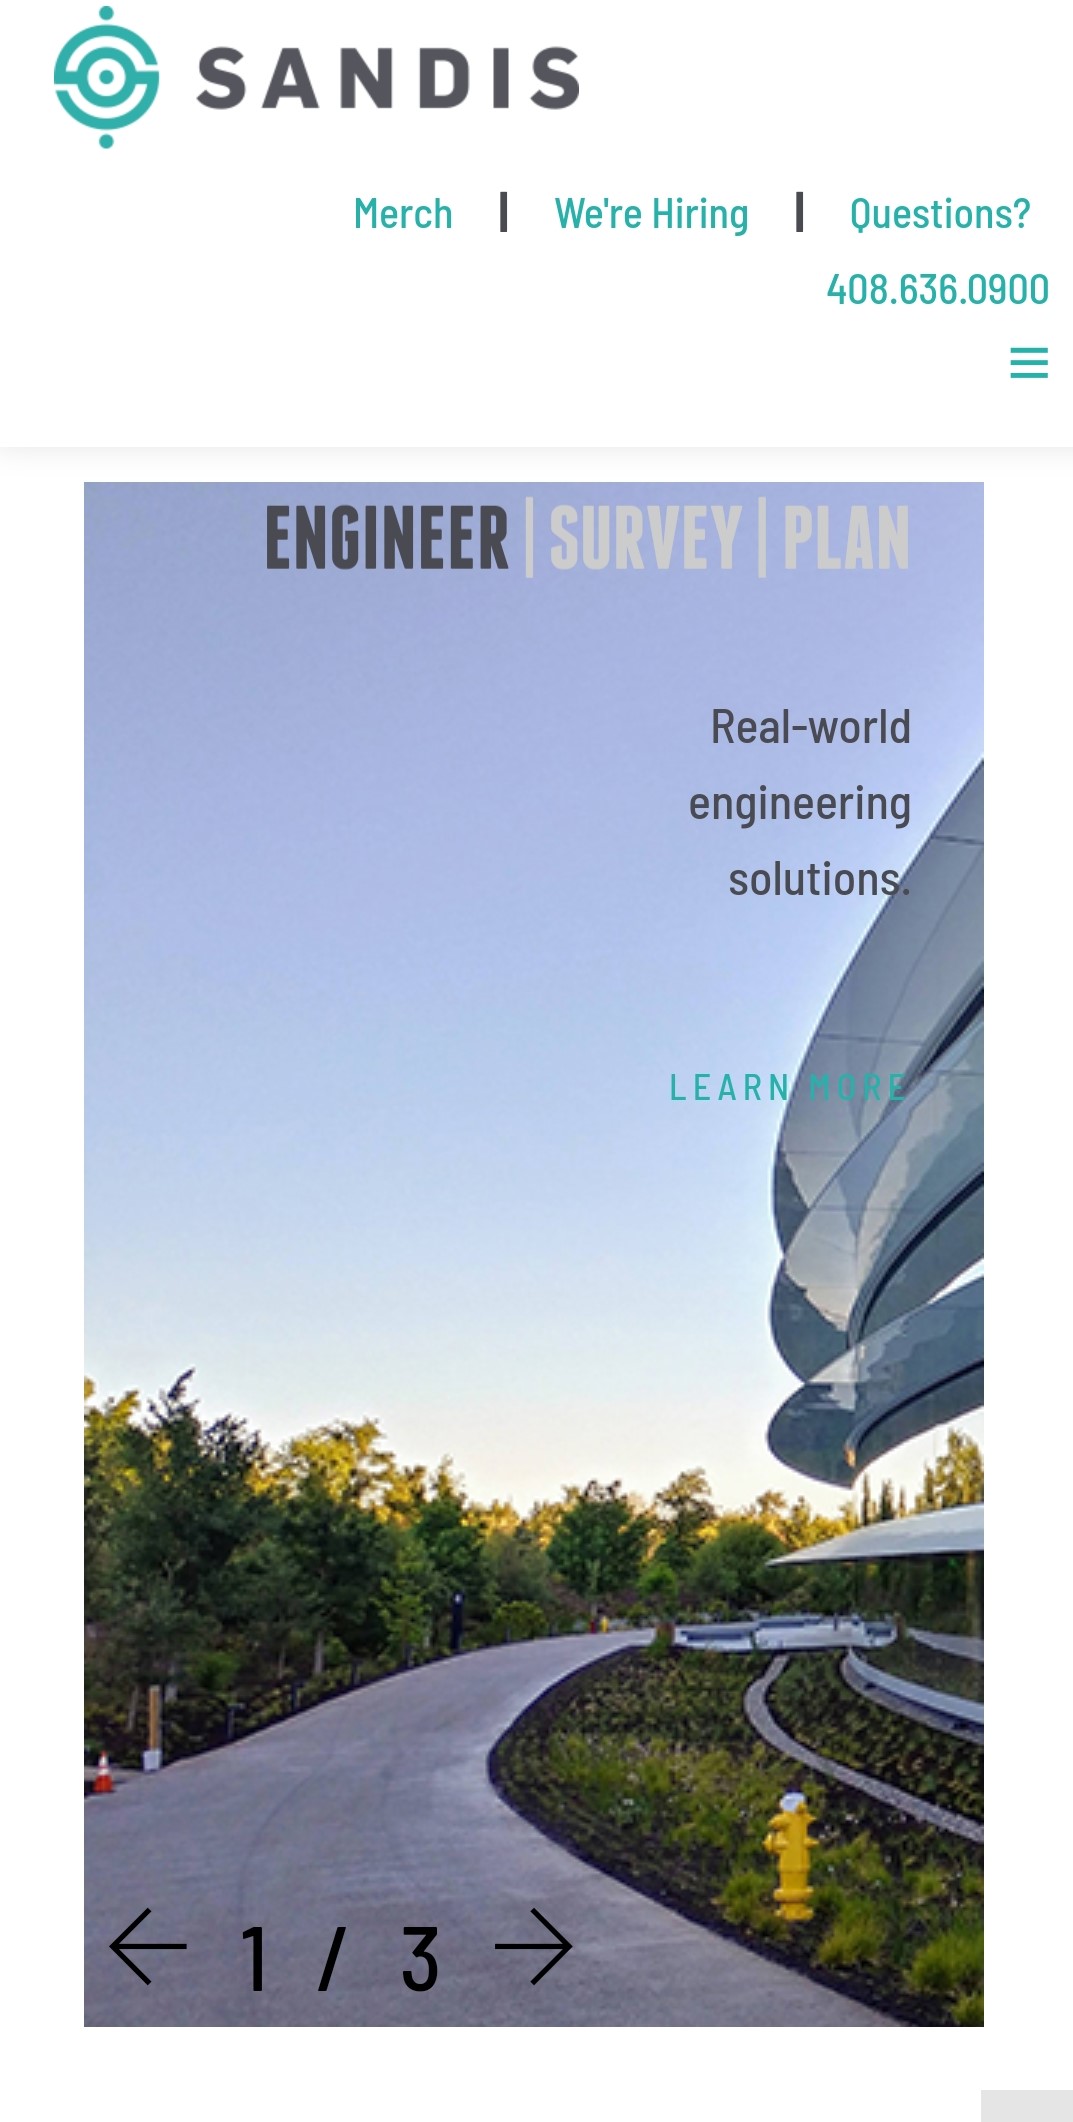 SANDIS
Merch | We're Hiring | Questions?
408.636.0900
ENGINEER | SURVEY | PLAN
Real-world
engineering
solutions.
LEARN MORE
1 / 3